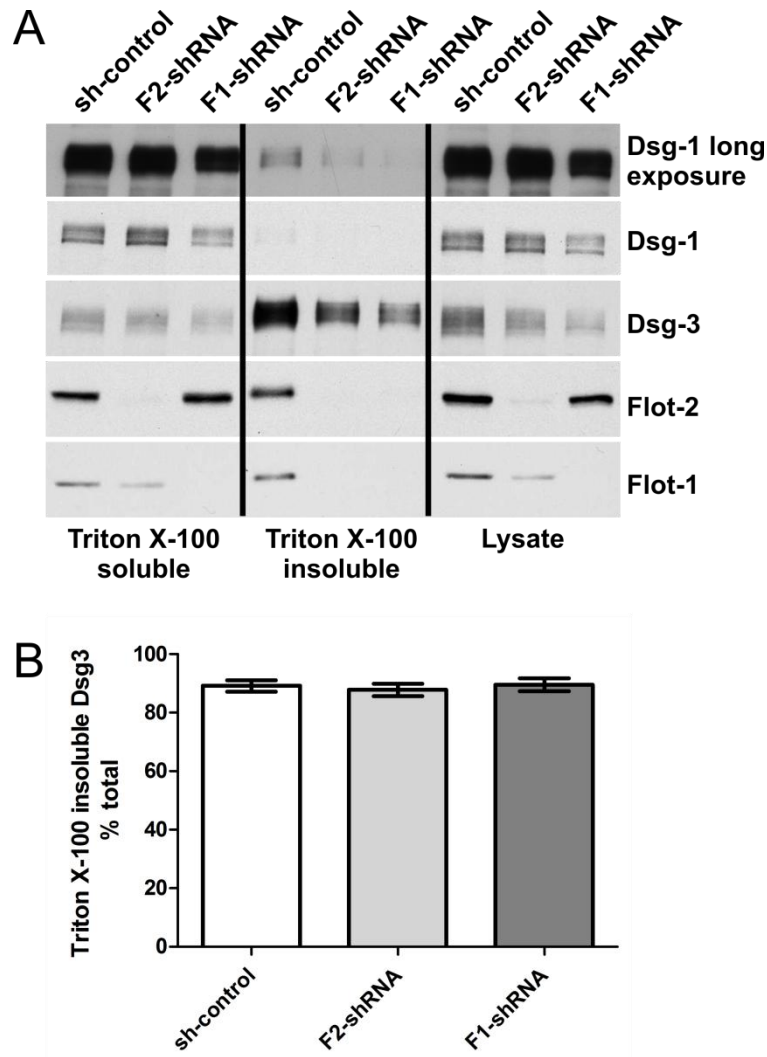 A
sh-control
F2-shRNA
F1-shRNA
sh-control
F2-shRNA
F1-shRNA
sh-control
F2-shRNA
F1-shRNA
Dsg-1 long
exposure
Dsg-1
Dsg-3
Flot-2
Flot-1
Triton X-100
soluble
Triton X-100
insoluble
Lysate
B
Triton X-100 insoluble Dsg3
% total
100
80
60
40
20
0
sh-control
F2-shRNA
F1-shRNA